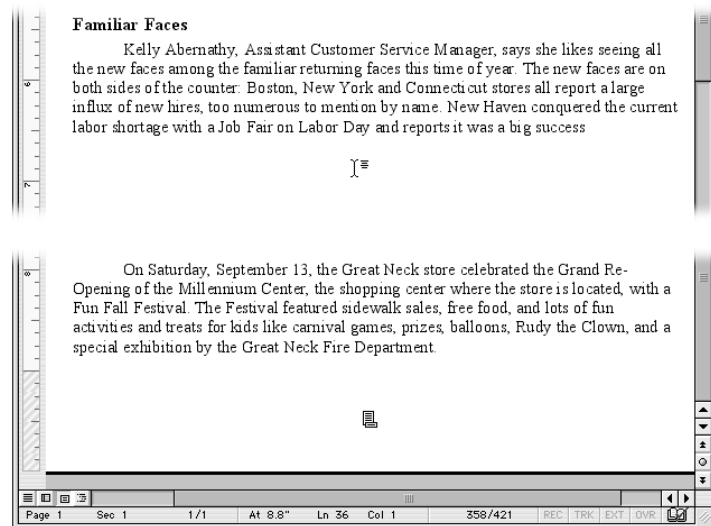 Familiar Faces
Kelly Abernathy, Assistant Customer Service Manager, says she likes seeing all
the new faces among the familiar returning faces this time of year. The new faces are on
both sides of the counter: Boston, New York and Connecticut stores all report a large
influx of new hires, too numerous to mention by name. New Haven conquered the current
labor shortage with a Job Fair on Labor Day and reports it was a big success
6
7
On Saturday, September 13, the Great Neck store celebrated the Grand Re-
Opening of the Millennium Center, the shopping center where the store is located, with a
Fun Fall Festival. The Festival featured sidewalk sales, free food, and lots of fun
activities and treats for kids like carnival games, prizes, balloons, Rudy the Clown, and a
special exhibition by the Great Neck Fire Department.
8
Page 1 Sec 1 1/1 At 8.8" Ln 36 Col 1 358/421 REC TRK EXT OVR